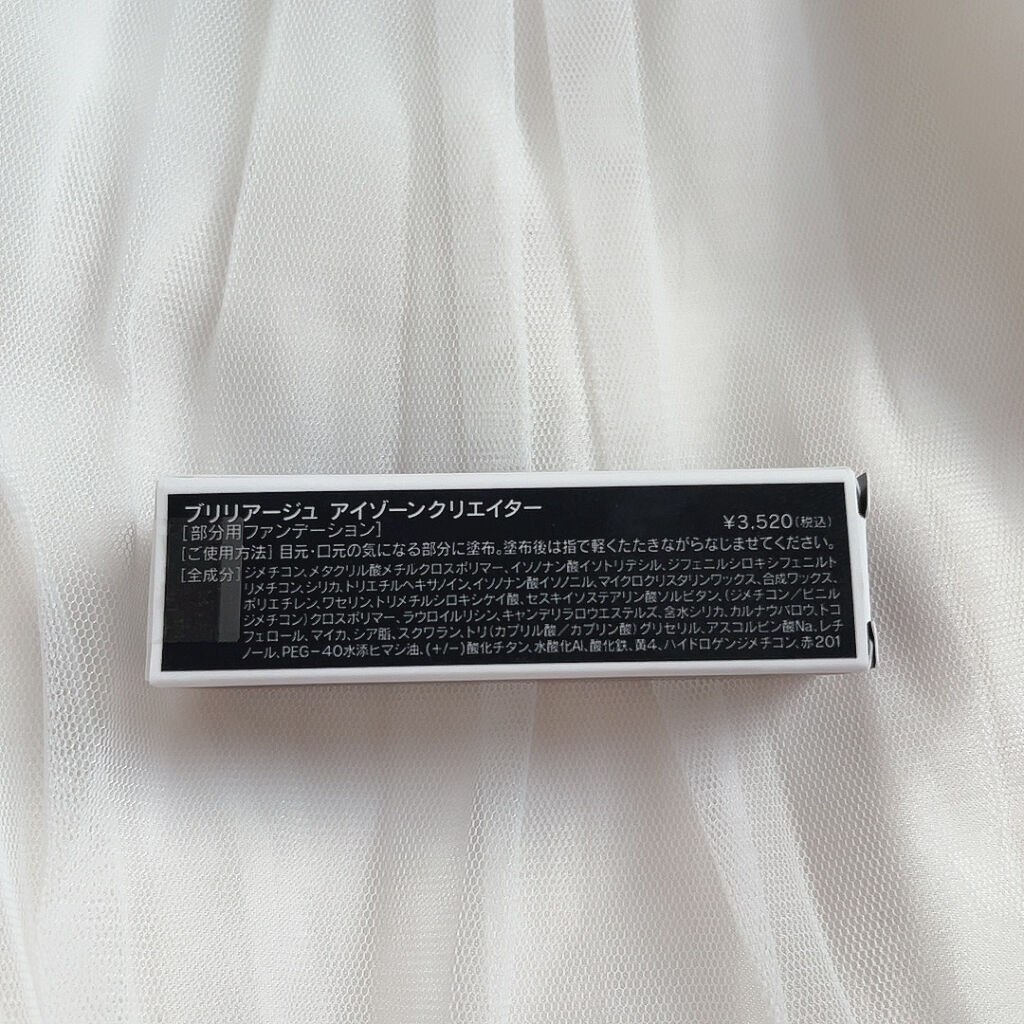 ブリリアージュ アイゾーンクリエイター
[部分用ファンデーション]
¥3,520(税込)
[ご使用方法] 目元・口元の気になる部分に塗布。塗布後は指で軽くたたきながらなじませてください。
[全成分] ジメチコン、メタクリル酸メチルクロスポリマー、イソノナン酸イソトリデシル、ジフェニルシロキシフェニルト
リメチコン、シリカ、トリエチルヘキサノイン、イソノナン酸イソノニル、マイクロクリスタリンワックス、合成ワックス、
ポリエチレン、ワセリン、トリメチルシロキシケイ酸、セスキイソステアリン酸ソルビタン、(ジメチコン/ビニル
ジメチコン)クロスポリマー、ラウロイルリシン、キャンデリラロウエステルズ、含水シリカ、カルナウバロウ、トコ
フェロール、マイカ、シア脂、スクワラン、トリ(カプリル酸/カプリン酸)グリセリル、アスコルビン酸Na、レチ
ノール、PEG-40水添ヒマシ油、(+/-)酸化チタン、水酸化Al、酸化鉄、黄4、ハイドロゲンジメチコン、赤201